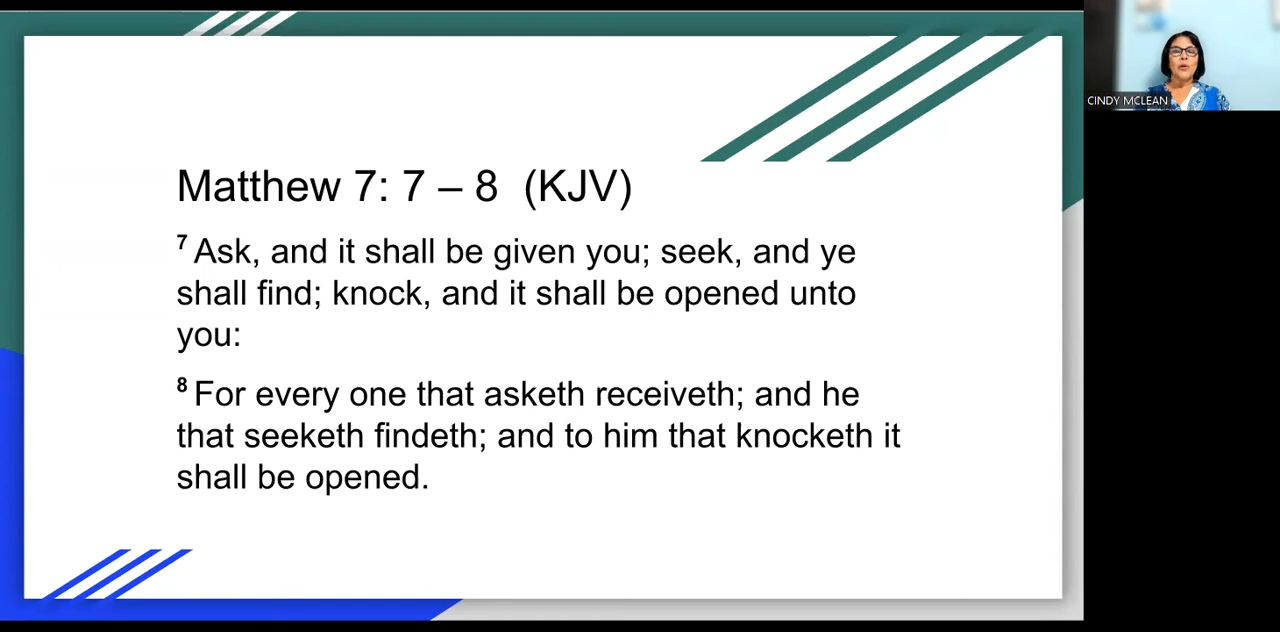 Matthew 7: 7 – 8 (KJV)
7 Ask, and it shall be given you; seek, and ye
shall find; knock, and it shall be opened unto
you:
8 For every one that asketh receiveth; and he
that seeketh findeth; and to him that knocketh it
shall be opened.
CINDY MCLEAN